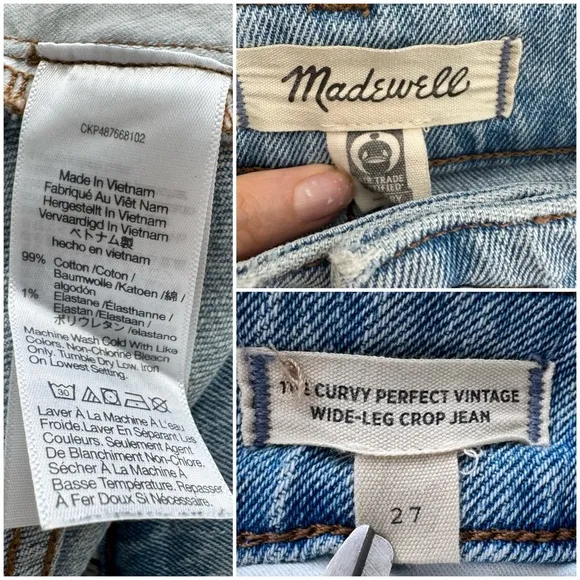 CKP487668102
Made In Vietnam
Fabriqué Au Viêt Nam
Hergestellt In Vietnam
Vervaardigd In Vietnam
ベトナム製
hecho en vietnam
99% Cotton /Coton /
Baumwolle /Katoen /綿 /
algodón
1% Elastane /Élasthanne /
Elastan /Elastaan /
ポリウレタン /elastano
Machine Wash Cold With Like
Colors. Non-Chlorine Bleach
Only. Tumble Dry Low. Iron
On Lowest Setting.
30
Laver À La Machine À L'eau
Froide.Laver En Séparant Les
Couleurs. Seulement Agent
De Blanchiment Non-Chlore.
Sécher À La Machine À
Basse Température. Repasser
À Fer Doux Si Nécessaire.
Madewell
TRADE
CURVY PERFECT VINTAGE
WIDE-LEG CROP JEAN
27